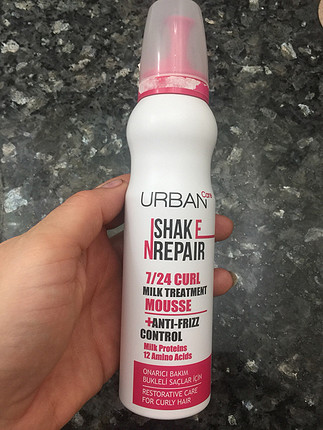 URBAN Care
SHAKE
NREPAIR
7/24 CURL
MILK TREATMENT
MOUSSE
+ANTI-FRIZZ
CONTROL
Milk Proteins
12 Amino Acids
ONARICI BAKIM
BUKLELİ SAÇLAR İÇİN
RESTORATIVE CARE
FOR CURLY HAIR